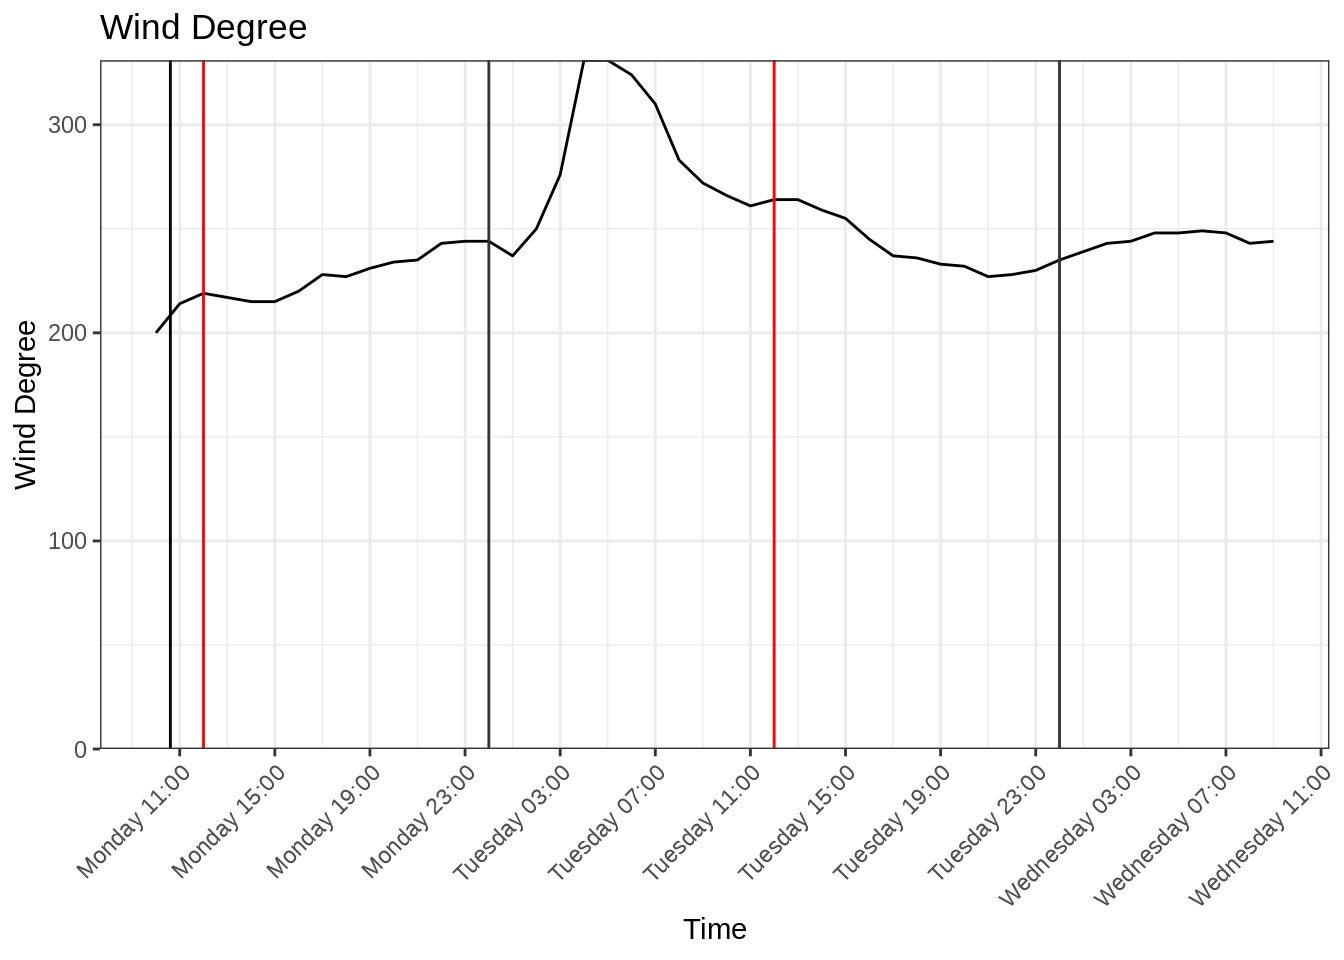 Wind Degree
Wind Degree
300
200
100
0
Monday 11:00
Monday 15:00
Monday 19:00
Monday 23:00
Tuesday 03:00
Tuesday 07:00
Tuesday 11:00
Tuesday 15:00
Tuesday 19:00
Tuesday 23:00
Wednesday 03:00
Wednesday 07:00
Wednesday 11:00
Time